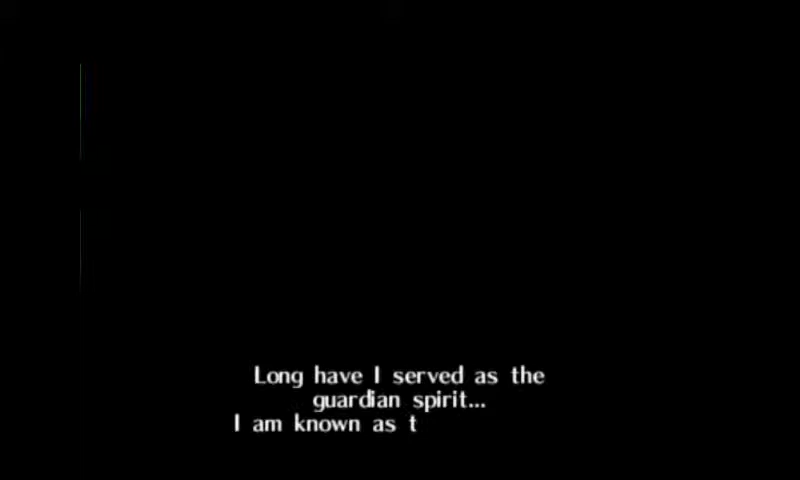 Long have I served as the
guardian spirit...
I am known as t